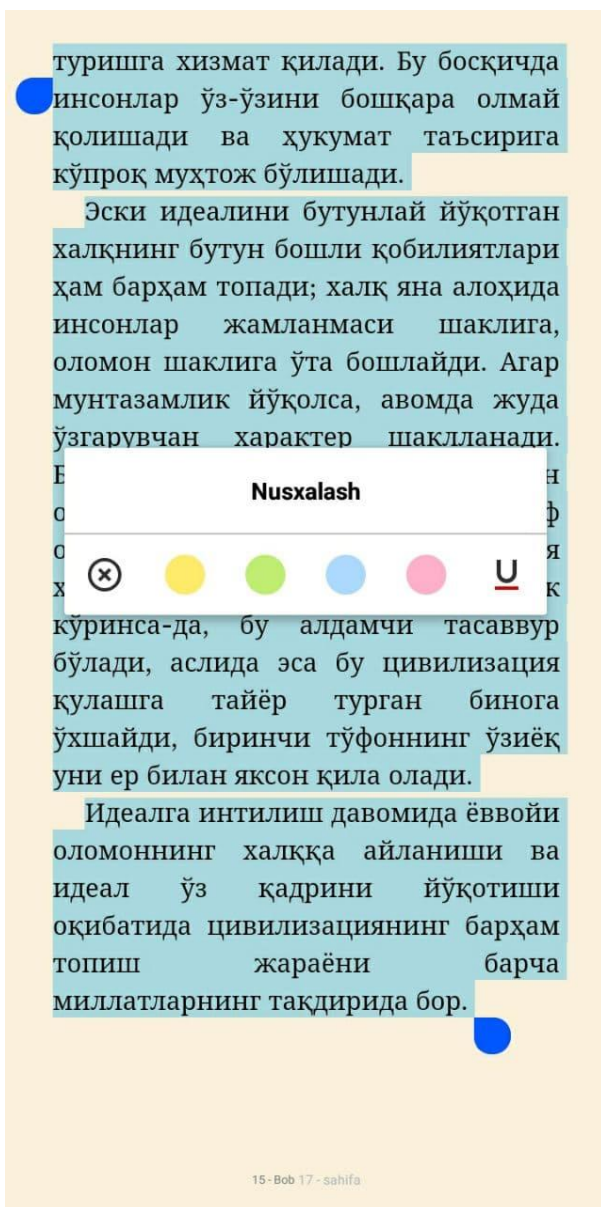 туришга хизмат қилади. Бу босқичда
инсонлар ўз-ўзини бошқара олмай
қолишади ва ҳукумат таъсирига
кўпроқ муҳтож бўлишади.
Эски идеалини бутунлай йўқотган
халқнинг бутун бошли қобилиятлари
ҳам барҳам топади; халқ яна алоҳида
инсонлар жамланмаси шаклига,
оломон шаклига ўта бошлайди. Агар
мунтазамлик йўқолса, авомда жуда
ўзгарувчан характер шаклланади.
Nusxalash
U
кўринса-да, бу алдамчи тасаввур
бўлади, аслида эса бу цивилизация
қулашга тайёр турган бинога
ўхшайди, биринчи тўфоннинг ўзиёқ
уни ер билан яксон қила олади.
Идеалга интилиш давомида ёввойи
оломоннинг халққа айланиши ва
идеал ўз қадрини йўқотиши
оқибатида цивилизациянинг барҳам
топиш жараёни барча
миллатларнинг тақдирида бор.
15 - Bob 17 - sahifa